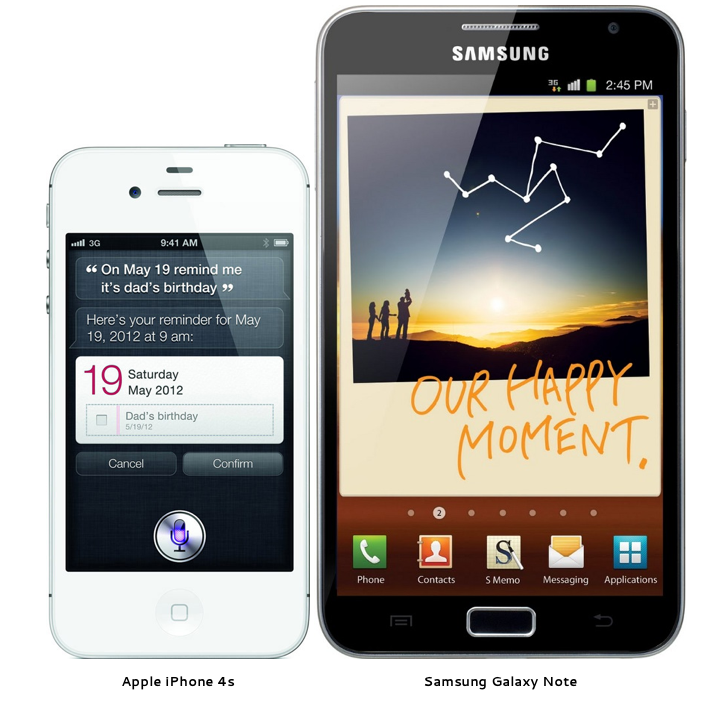 3G
9:41 AM
“ On May 19 remind me
it’s dad’s birthday ”
Here’s your reminder for May
19, 2012 at 9 am:
19
Saturday
May 2012
Dad’s birthday
5/19/12
Cancel
Confirm
Apple iPhone 4s
SAMSUNG
3G
2:45 PM
OUR HAPPY
MOMENT.
2
Phone
Contacts
S
S Memo
Messaging
Applications
Samsung Galaxy Note